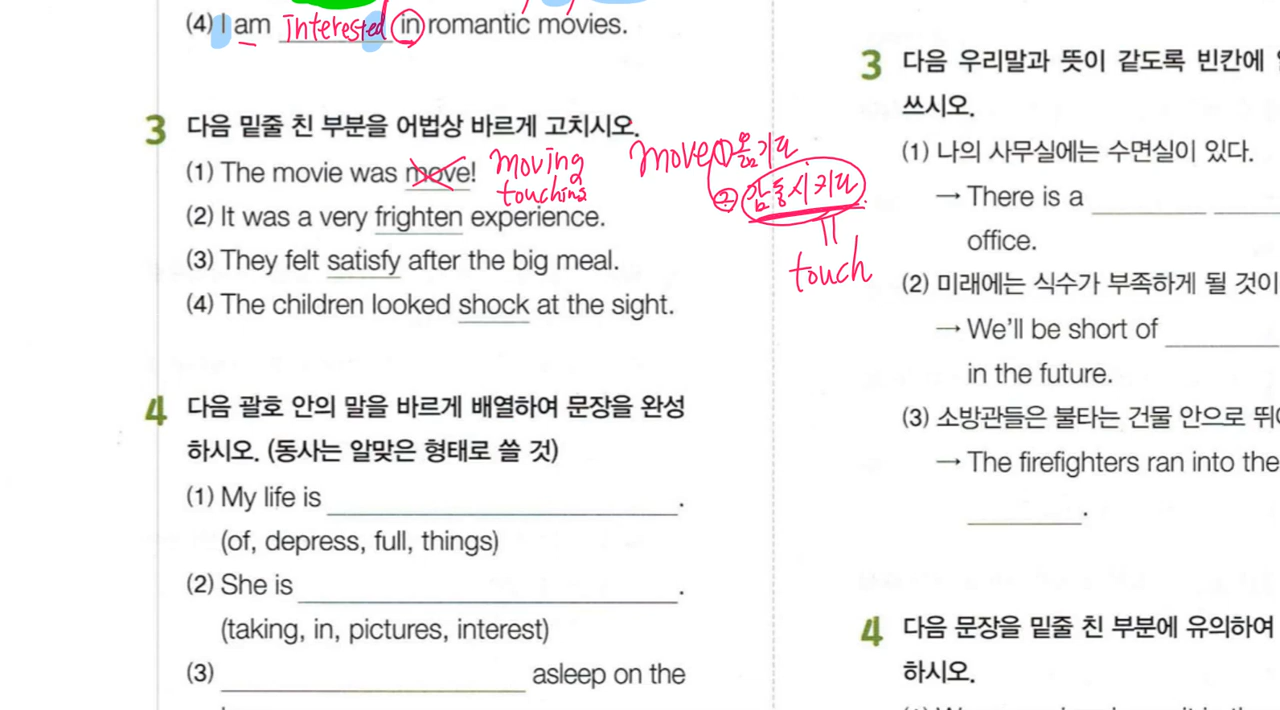 (4) I am interested in romantic movies.
3 다음 밑줄 친 부분을 어법상 바르게 고치시오.
(1) The movie was move! moving
touching
move ① 옮기다
② 감동시키다
touch
(2) It was a very frighten experience.
(3) They felt satisfy after the big meal.
(4) The children looked shock at the sight.
4 다음 괄호 안의 말을 바르게 배열하여 문장을 완성
하시오. (동사는 알맞은 형태로 쓸 것)
(1) My life is .
(of, depress, full, things)
(2) She is .
(taking, in, pictures, interest)
(3) asleep on the
3 다음 우리말과 뜻이 같도록 빈칸에
쓰시오.
(1) 나의 사무실에는 수면실이 있다.
→ There is a
office.
(2) 미래에는 식수가 부족하게 될 것이
→ We'll be short of
in the future.
(3) 소방관들은 불타는 건물 안으로 뛰어
→ The firefighters ran into the
.
4 다음 문장을 밑줄 친 부분에 유의하여
하시오.